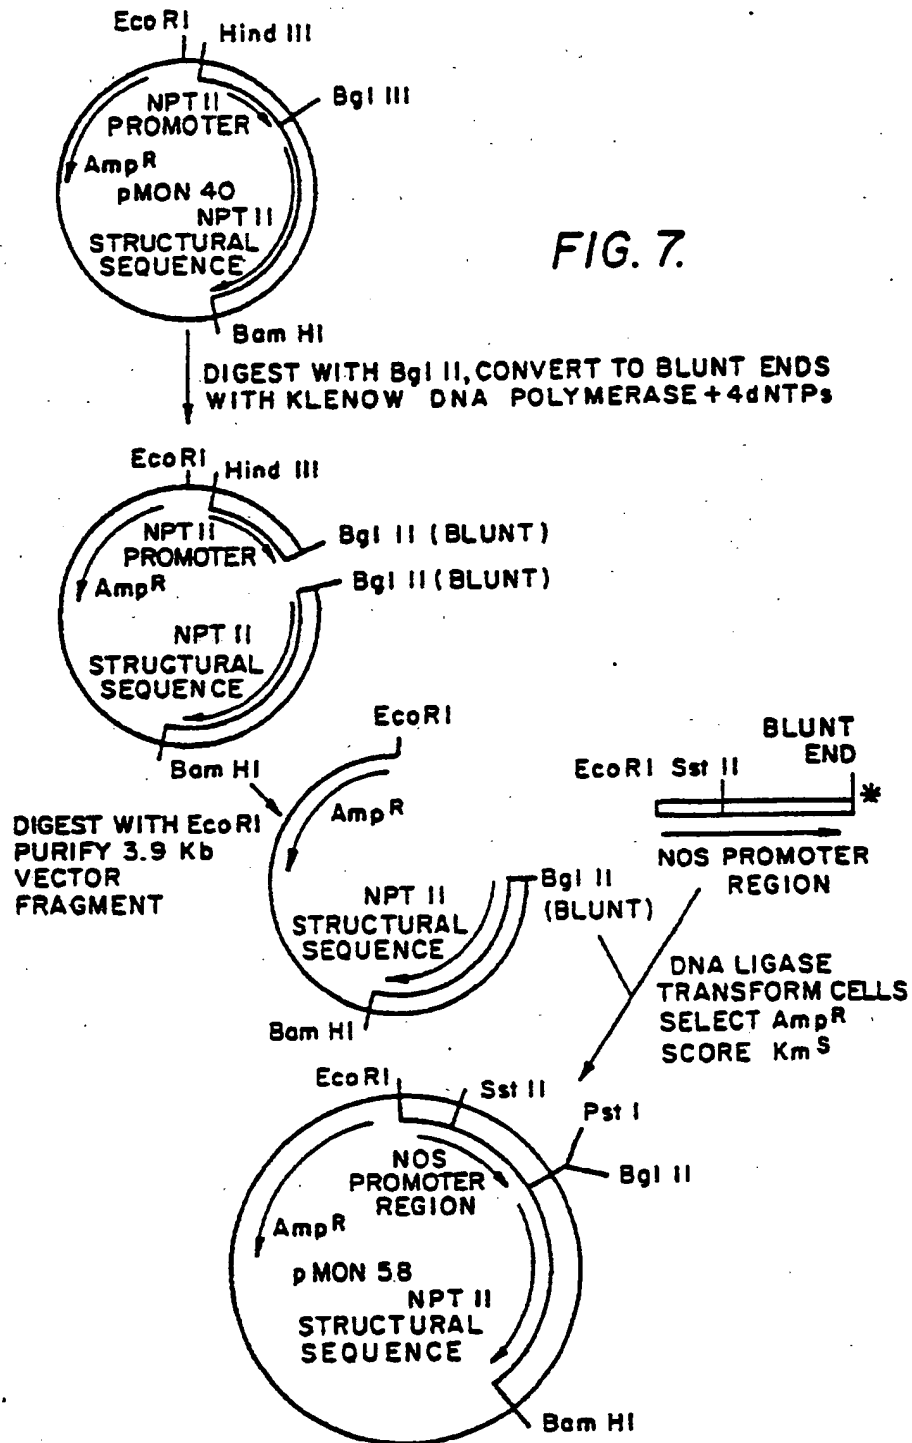 Eco RI
Hind III
Bgl III
NPT II
PROMOTER
AmpR
pMON 40
NPT II
STRUCTURAL
SEQUENCE
Bam HI
FIG. 7.
DIGEST WITH Bgl II, CONVERT TO BLUNT ENDS
WITH KLENOW DNA POLYMERASE + 4dNTPs
EcoRI
Hind III
NPT II
PROMOTER
Bgl II (BLUNT)
Bgl II (BLUNT)
AmpR
NPT II
STRUCTURAL
SEQUENCE
Bam HI
DIGEST WITH EcoRI
PURIFY 3.9 Kb
VECTOR
FRAGMENT
EcoRI
AmpR
NPT II
STRUCTURAL
SEQUENCE
Bgl II
(BLUNT)
Bam HI
BLUNT
END
EcoRI Sst II
*
NOS PROMOTER
REGION
DNA LIGASE
TRANSFORM CELLS
SELECT AmpR
SCORE KmS
EcoRI
Sst II
Pst I
Bgl II
NOS
PROMOTER
REGION
AmpR
pMON 58
NPT II
STRUCTURAL
SEQUENCE
Bam HI